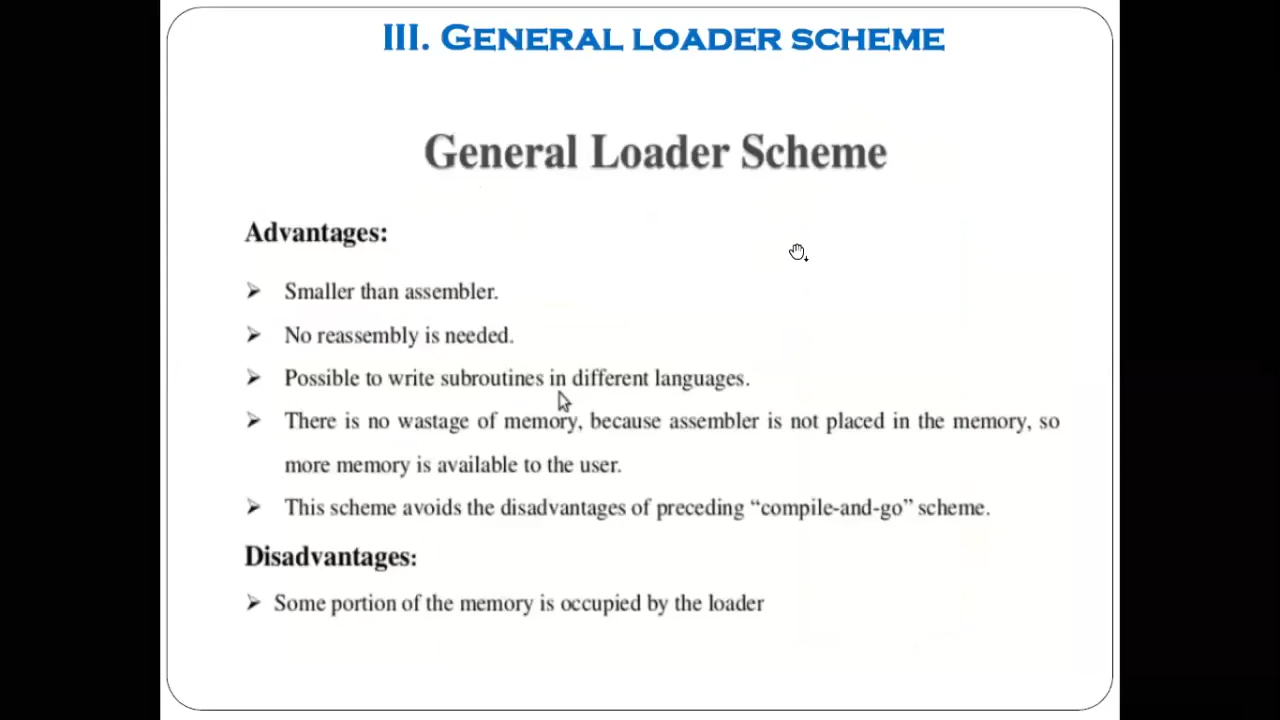 III. GENERAL LOADER SCHEME
General Loader Scheme
Advantages:
➢ Smaller than assembler.
➢ No reassembly is needed.
➢ Possible to write subroutines in different languages.
➢ There is no wastage of memory, because assembler is not placed in the memory, so
more memory is available to the user.
➢ This scheme avoids the disadvantages of preceding “compile-and-go” scheme.
Disadvantages:
➢ Some portion of the memory is occupied by the loader